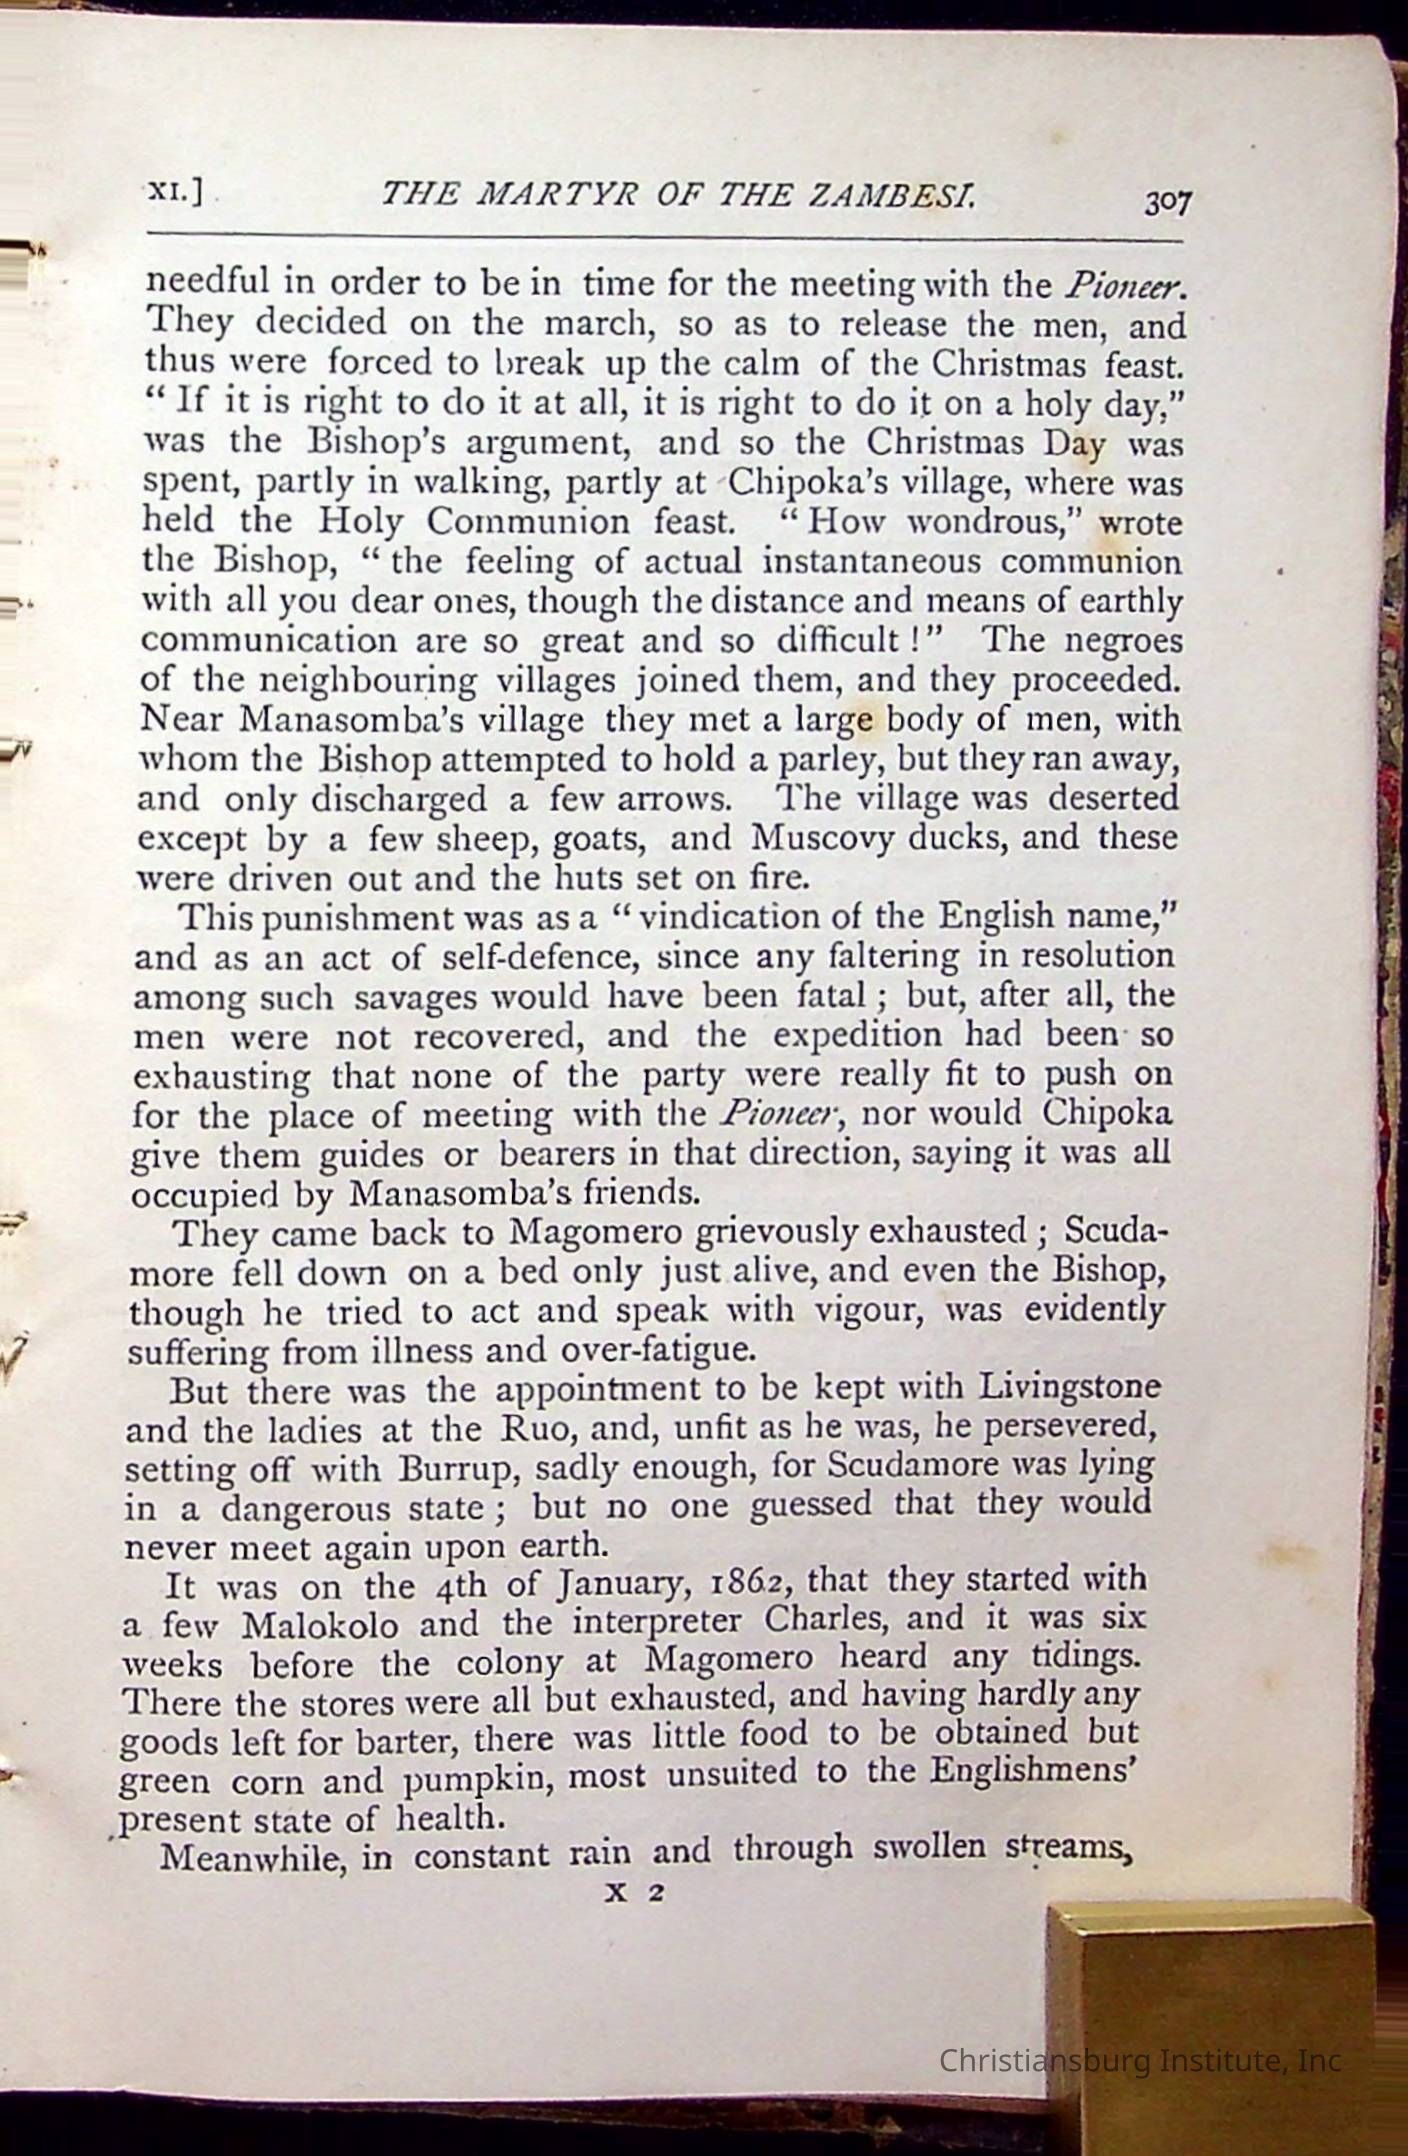 XI.] THE MARTYR OF THE ZAMBESI. 307
needful in order to be in time for the meeting with the Pioneer.
They decided on the march, so as to release the men, and
thus were forced to break up the calm of the Christmas feast.
“ If it is right to do it at all, it is right to do it on a holy day,”
was the Bishop’s argument, and so the Christmas Day was
spent, partly in walking, partly at Chipoka’s village, where was
held the Holy Communion feast. “ How wondrous,” wrote
the Bishop, “ the feeling of actual instantaneous communion
with all you dear ones, though the distance and means of earthly
communication are so great and so difficult !” The negroes
of the neighbouring villages joined them, and they proceeded.
Near Manasomba’s village they met a large body of men, with
whom the Bishop attempted to hold a parley, but they ran away,
and only discharged a few arrows. The village was deserted
except by a few sheep, goats, and Muscovy ducks, and these
were driven out and the huts set on fire.
This punishment was as a “ vindication of the English name,”
and as an act of self-defence, since any faltering in resolution
among such savages would have been fatal ; but, after all, the
men were not recovered, and the expedition had been so
exhausting that none of the party were really fit to push on
for the place of meeting with the Pioneer, nor would Chipoka
give them guides or bearers in that direction, saying it was all
occupied by Manasomba’s friends.
They came back to Magomero grievously exhausted ; Scuda-
more fell down on a bed only just alive, and even the Bishop,
though he tried to act and speak with vigour, was evidently
suffering from illness and over-fatigue.
But there was the appointment to be kept with Livingstone
and the ladies at the Ruo, and, unfit as he was, he persevered,
setting off with Burrup, sadly enough, for Scudamore was lying
in a dangerous state ; but no one guessed that they would
never meet again upon earth.
It was on the 4th of January, 1862, that they started with
a few Malokolo and the interpreter Charles, and it was six
weeks before the colony at Magomero heard any tidings.
There the stores were all but exhausted, and having hardly any
goods left for barter, there was little food to be obtained but
green corn and pumpkin, most unsuited to the Englishmens’
present state of health.
Meanwhile, in constant rain and through swollen streams,
X 2
Christiansburg Institute, Inc